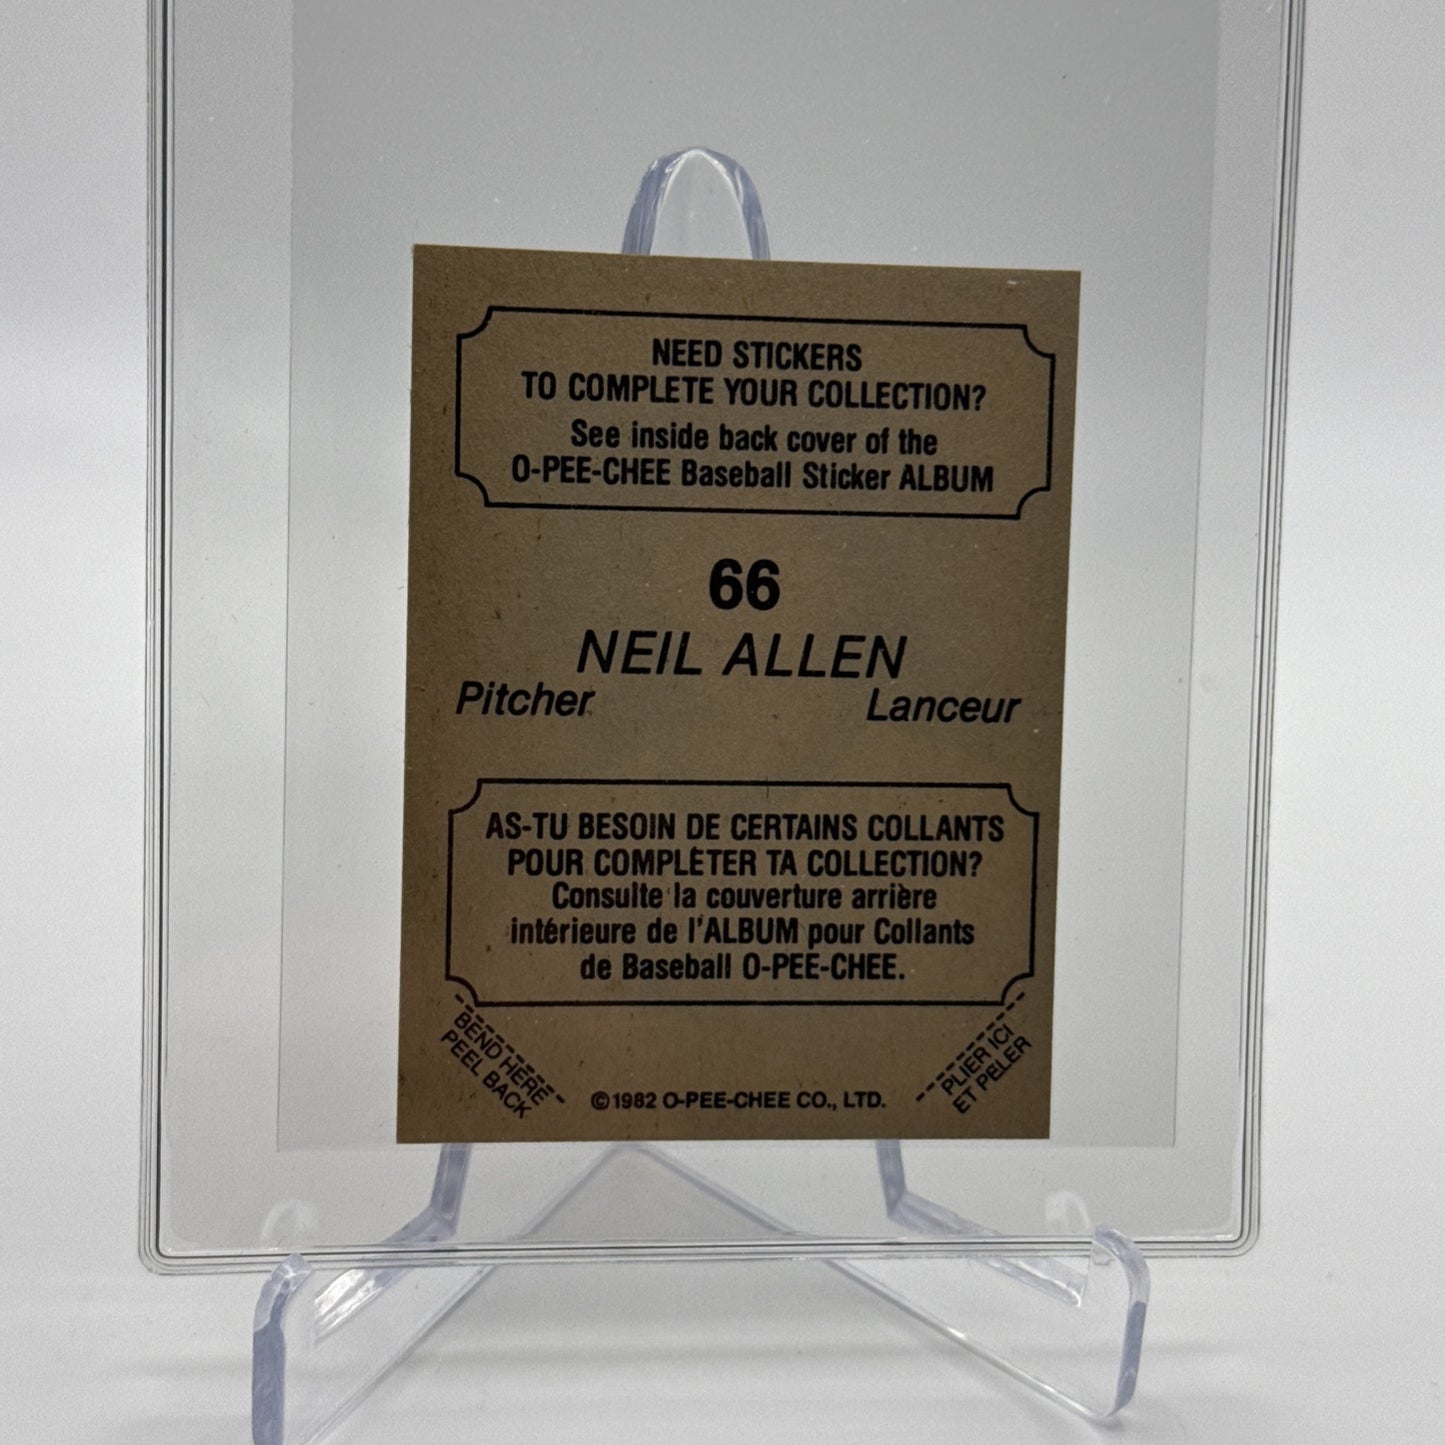 NEED STICKERS
TO COMPLETE YOUR COLLECTION?
See inside back cover of the
O-PEE-CHEE Baseball Sticker ALBUM
66
NEIL ALLEN
Pitcher Lanceur
AS-TU BESOIN DE CERTAINS COLLANTS
POUR COMPLÉTER TA COLLECTION?
Consulte la couverture arrière
intérieure de l'ALBUM pour Collants
de Baseball O-PEE-CHEE.
BEND HERE
PEEL BACK
©1982 O-PEE-CHEE CO., LTD.
PLIER ICI
ET PELER